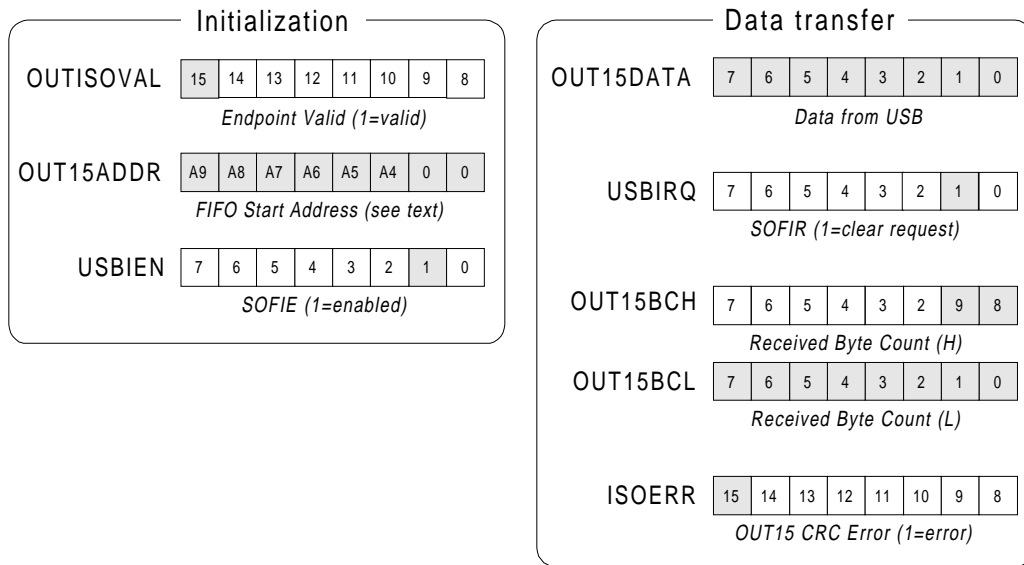 Initialization
OUTISOVAL 15 14 13 12 11 10 9 8
Endpoint Valid (1=valid)
OUT15ADDR A9 A8 A7 A6 A5 A4 0 0
FIFO Start Address (see text)
USBIEN 7 6 5 4 3 2 1 0
SOFIE (1=enabled)
Data transfer
OUT15DATA 7 6 5 4 3 2 1 0
Data from USB
USBIRQ 7 6 5 4 3 2 1 0
SOFIR (1=clear request)
OUT15BCH 7 6 5 4 3 2 9 8
Received Byte Count (H)
OUT15BCL 7 6 5 4 3 2 1 0
Received Byte Count (L)
ISOERR 15 14 13 12 11 10 9 8
OUT15 CRC Error (1=error)